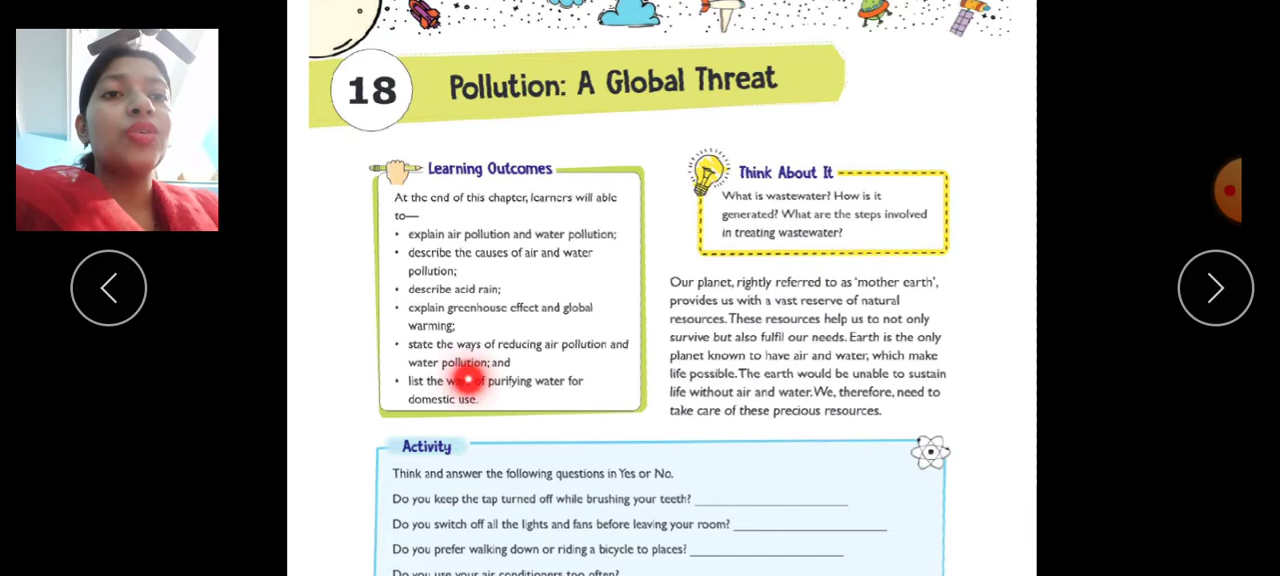 18
Pollution: A Global Threat
Learning Outcomes
At the end of this chapter, learners will able
to—
• explain air pollution and water pollution;
• describe the causes of air and water
pollution;
• describe acid rain;
• explain greenhouse effect and global
warming;
• state the ways of reducing air pollution and
water pollution; and
• list the ways of purifying water for
domestic use.
Think About It
What is wastewater? How is it
generated? What are the steps involved
in treating wastewater?
Our planet, rightly referred to as 'mother earth',
provides us with a vast reserve of natural
resources. These resources help us to not only
survive but also fulfil our needs. Earth is the only
planet known to have air and water, which make
life possible. The earth would be unable to sustain
life without air and water. We, therefore, need to
take care of these precious resources.
Activity
Think and answer the following questions in Yes or No.
Do you keep the tap turned off while brushing your teeth?
Do you switch off all the lights and fans before leaving your room?
Do you prefer walking down or riding a bicycle to places?
Do you use your air conditioners too often?